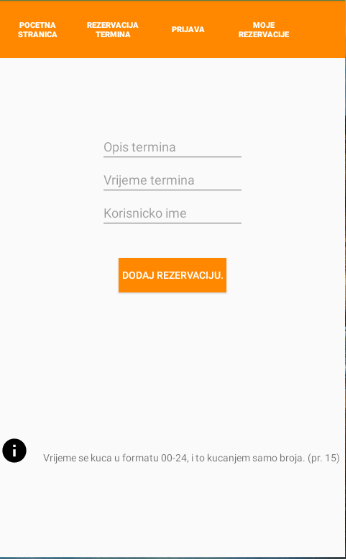 POCETNA
STRANICA
REZERVACIJA
TERMINA
PRIJAVA
MOJE
REZERVACIJE
Opis termina
Vrijeme termina
Korisnicko ime
DODAJ REZERVACIJU.
Vrijeme se kuca u formatu 00-24, i to kucanjem samo broja. (pr. 15)